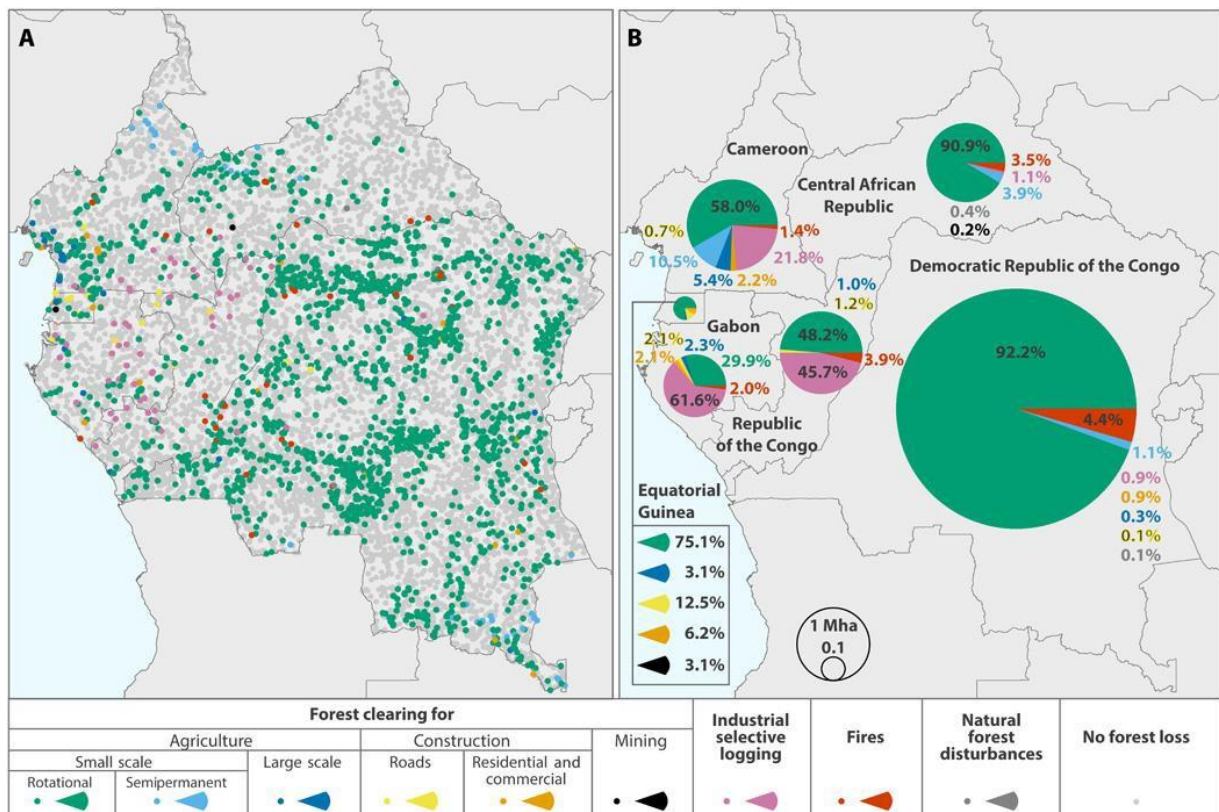 A
B
Cameroon
58.0%
0.7%
10.5%
5.4%
2.2%
21.8%
1.4%
Central African
Republic
90.9%
3.5%
1.1%
3.9%
0.4%
0.2%
Democratic Republic of the Congo
92.2%
4.4%
1.1%
0.9%
0.9%
0.3%
0.1%
0.1%
1.0%
1.2%
48.2%
45.7%
3.9%
Gabon
2.1%
2.3%
2.1%
29.9%
61.6%
2.0%
Republic
of the Congo
Equatorial
Guinea
75.1%
3.1%
12.5%
6.2%
3.1%
1 Mha
0.1
Forest clearing for
Agriculture
Construction
Mining
Small scale
Large scale
Roads
Residential and
commercial
Rotational
Semipermanent
Industrial
selective
logging
Fires
Natural
forest
disturbances
No forest loss